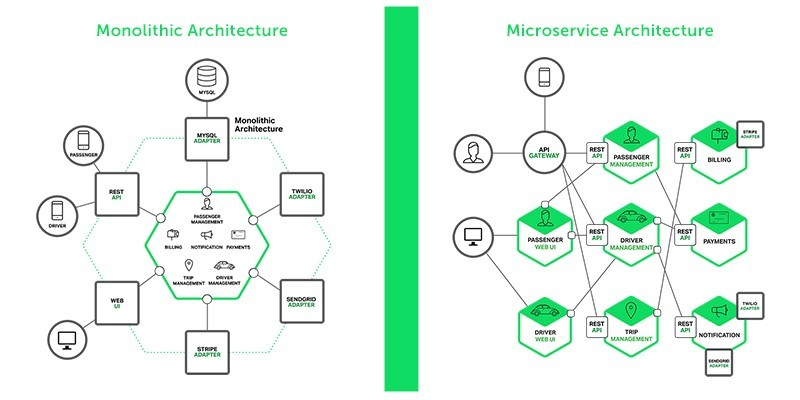 Monolithic Architecture
MYSQL
Monolithic
Architecture
MYSQL
ADAPTER
PASSENGER
REST
API
TWILIO
ADAPTER
PASSENGER
MANAGEMENT
DRIVER
BILLING
NOTIFICATION
PAYMENTS
TRIP
MANAGEMENT
DRIVER
MANAGEMENT
WEB
UI
SENDGRID
ADAPTER
STRIPE
ADAPTER
Microservice Architecture
API
GATEWAY
REST
API
PASSENGER
MANAGEMENT
REST
API
BILLING
STRIPE
ADAPTER
PASSENGER
WEB UI
REST
API
DRIVER
MANAGEMENT
REST
API
PAYMENTS
DRIVER
WEB UI
REST
API
TRIP
MANAGEMENT
REST
API
NOTIFICATION
TWILIO
ADAPTER
SENDGRID
ADAPTER